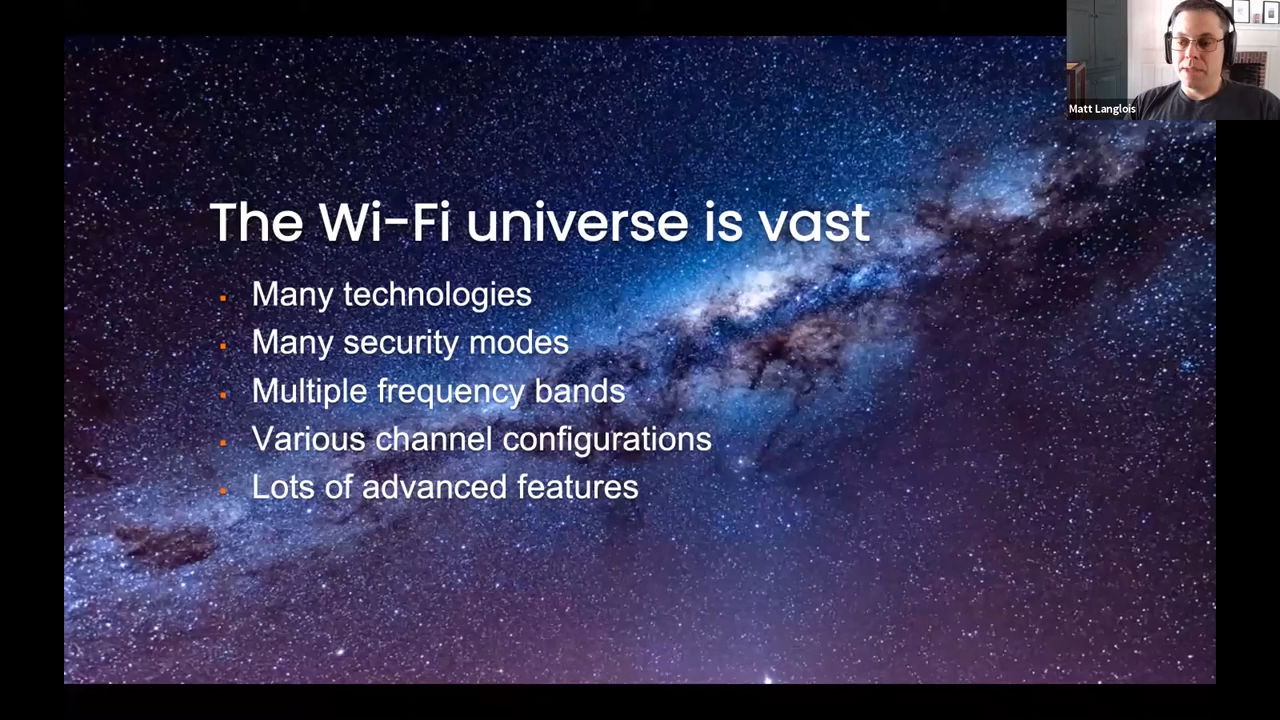 Matt Langlois
The Wi-Fi universe is vast
Many technologies
Many security modes
Multiple frequency bands
Various channel configurations
Lots of advanced features